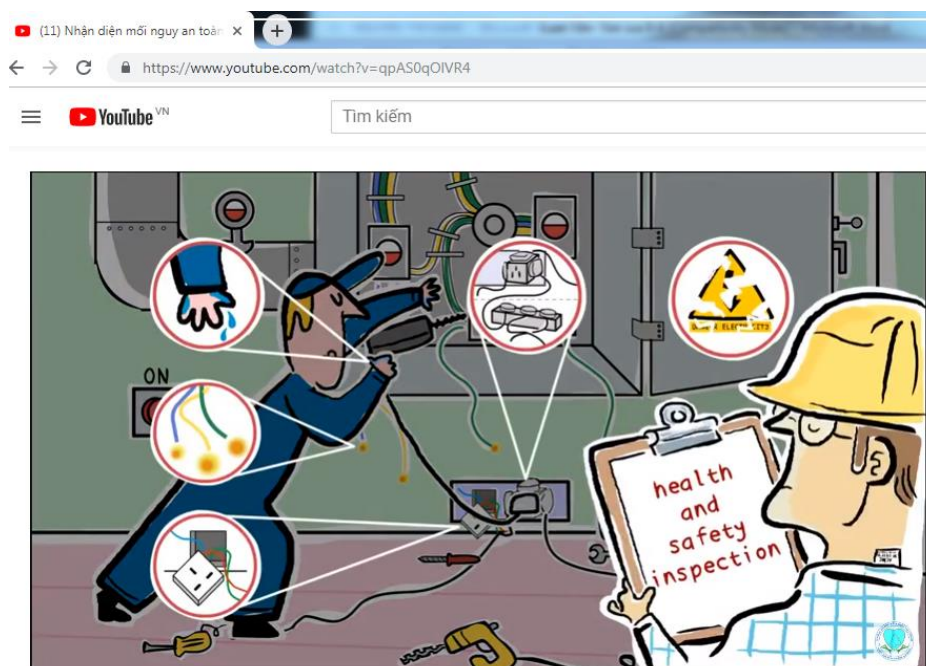 (11) Nhận diện mối nguy an toàn
https://www.youtube.com/watch?v=qpAS0qOlVR4
YouTube VN
Tìm kiếm
ON
health
and
safety
inspection